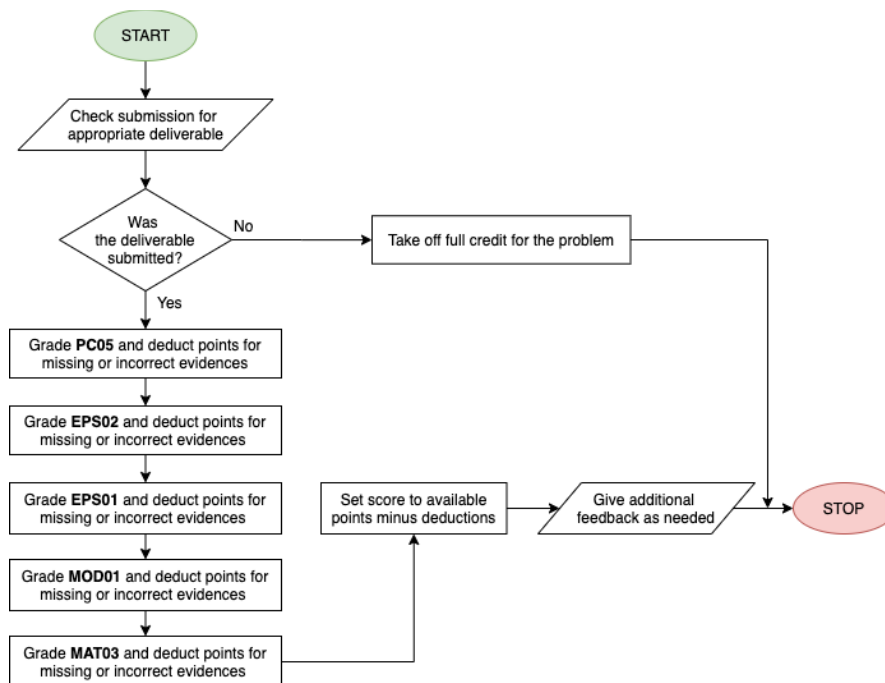 START
Check submission for
appropriate deliverable
Was
the deliverable
submitted?
No
Take off full credit for the problem
Yes
Grade PC05 and deduct points for
missing or incorrect evidences
Grade EPS02 and deduct points for
missing or incorrect evidences
Grade EPS01 and deduct points for
missing or incorrect evidences
Grade MOD01 and deduct points for
missing or incorrect evidences
Grade MAT03 and deduct points for
missing or incorrect evidences
Set score to available
points minus deductions
Give additional
feedback as needed
STOP